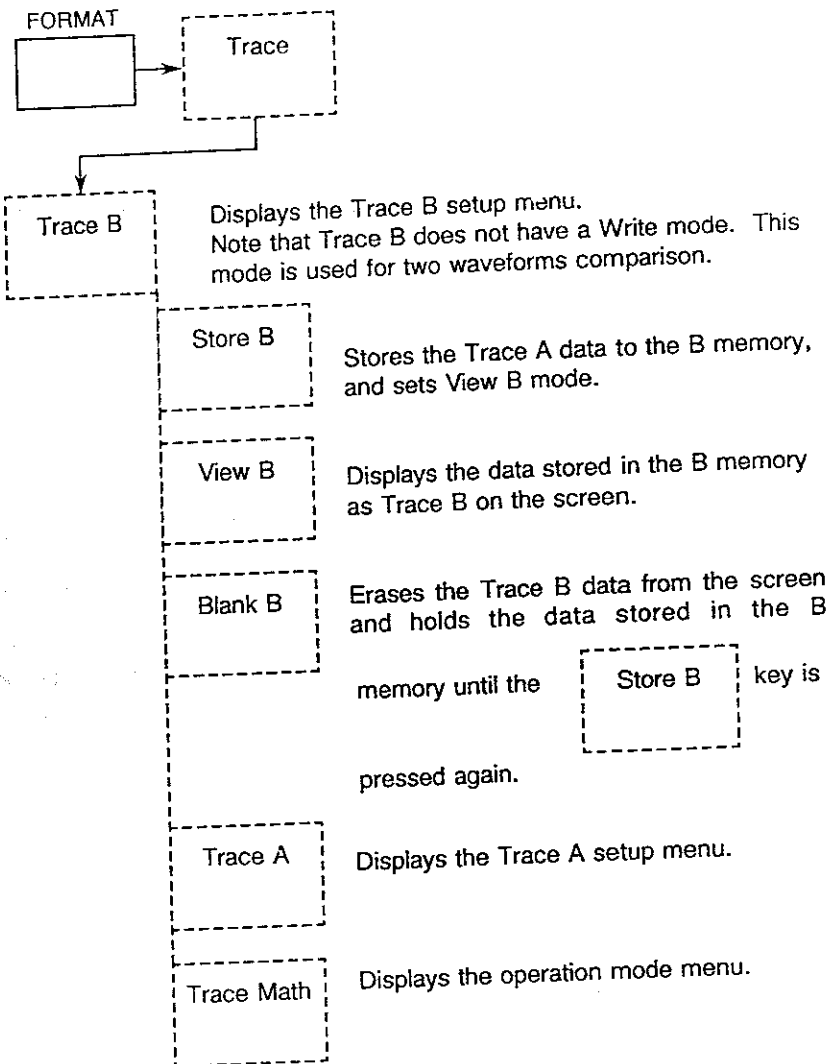 FORMAT
Trace
Trace B
Displays the Trace B setup menu.
Note that Trace B does not have a Write mode. This
mode is used for two waveforms comparison.
Store B
Stores the Trace A data to the B memory,
and sets View B mode.
View B
Displays the data stored in the B memory
as Trace B on the screen.
Blank B
Erases the Trace B data from the screen
and holds the data stored in the B
memory until the Store B key is
pressed again.
Trace A
Displays the Trace A setup menu.
Trace Math
Displays the operation mode menu.